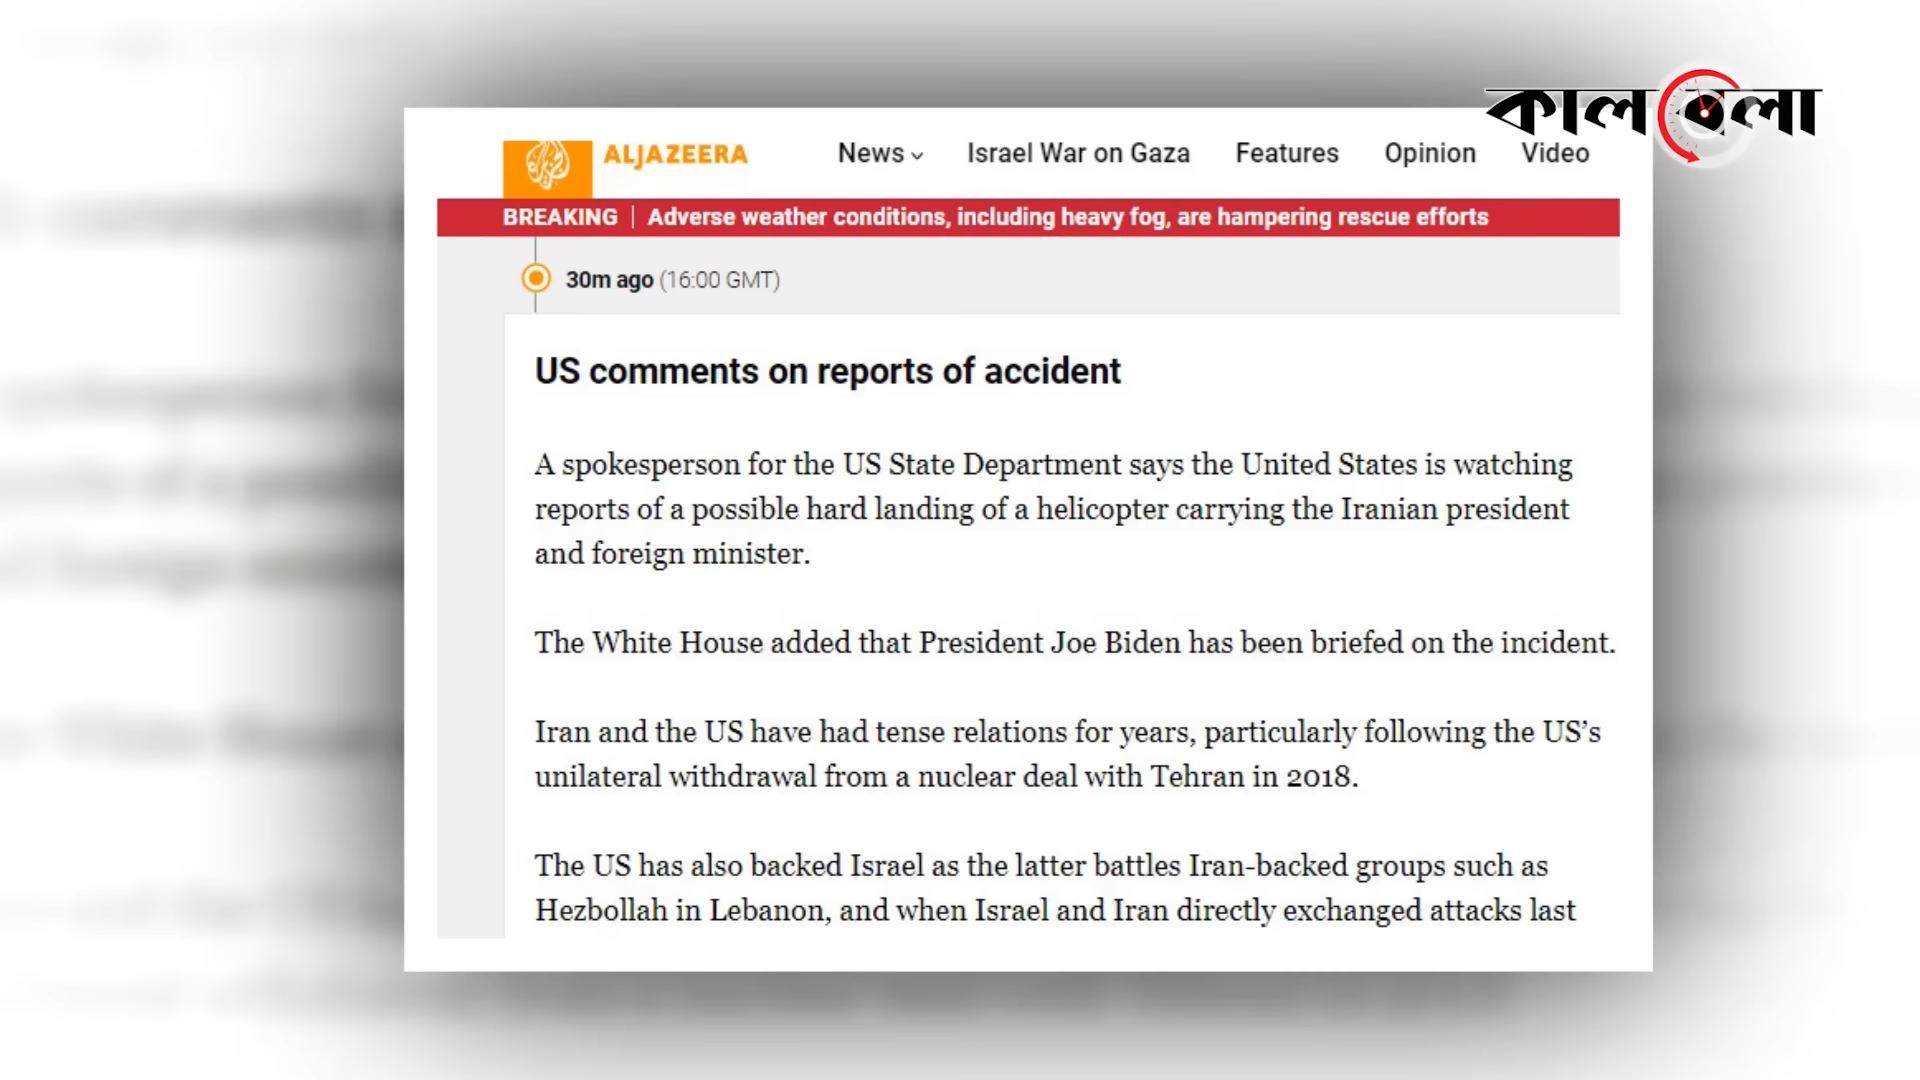 কালবেলা
ALJAZEERA
News
Israel War on Gaza
Features
Opinion
Video
BREAKING | Adverse weather conditions, including heavy fog, are hampering rescue efforts
30m ago (16:00 GMT)
US comments on reports of accident
A spokesperson for the US State Department says the United States is watching
reports of a possible hard landing of a helicopter carrying the Iranian president
and foreign minister.
The White House added that President Joe Biden has been briefed on the incident.
Iran and the US have had tense relations for years, particularly following the US’s
unilateral withdrawal from a nuclear deal with Tehran in 2018.
The US has also backed Israel as the latter battles Iran-backed groups such as
Hezbollah in Lebanon, and when Israel and Iran directly exchanged attacks last